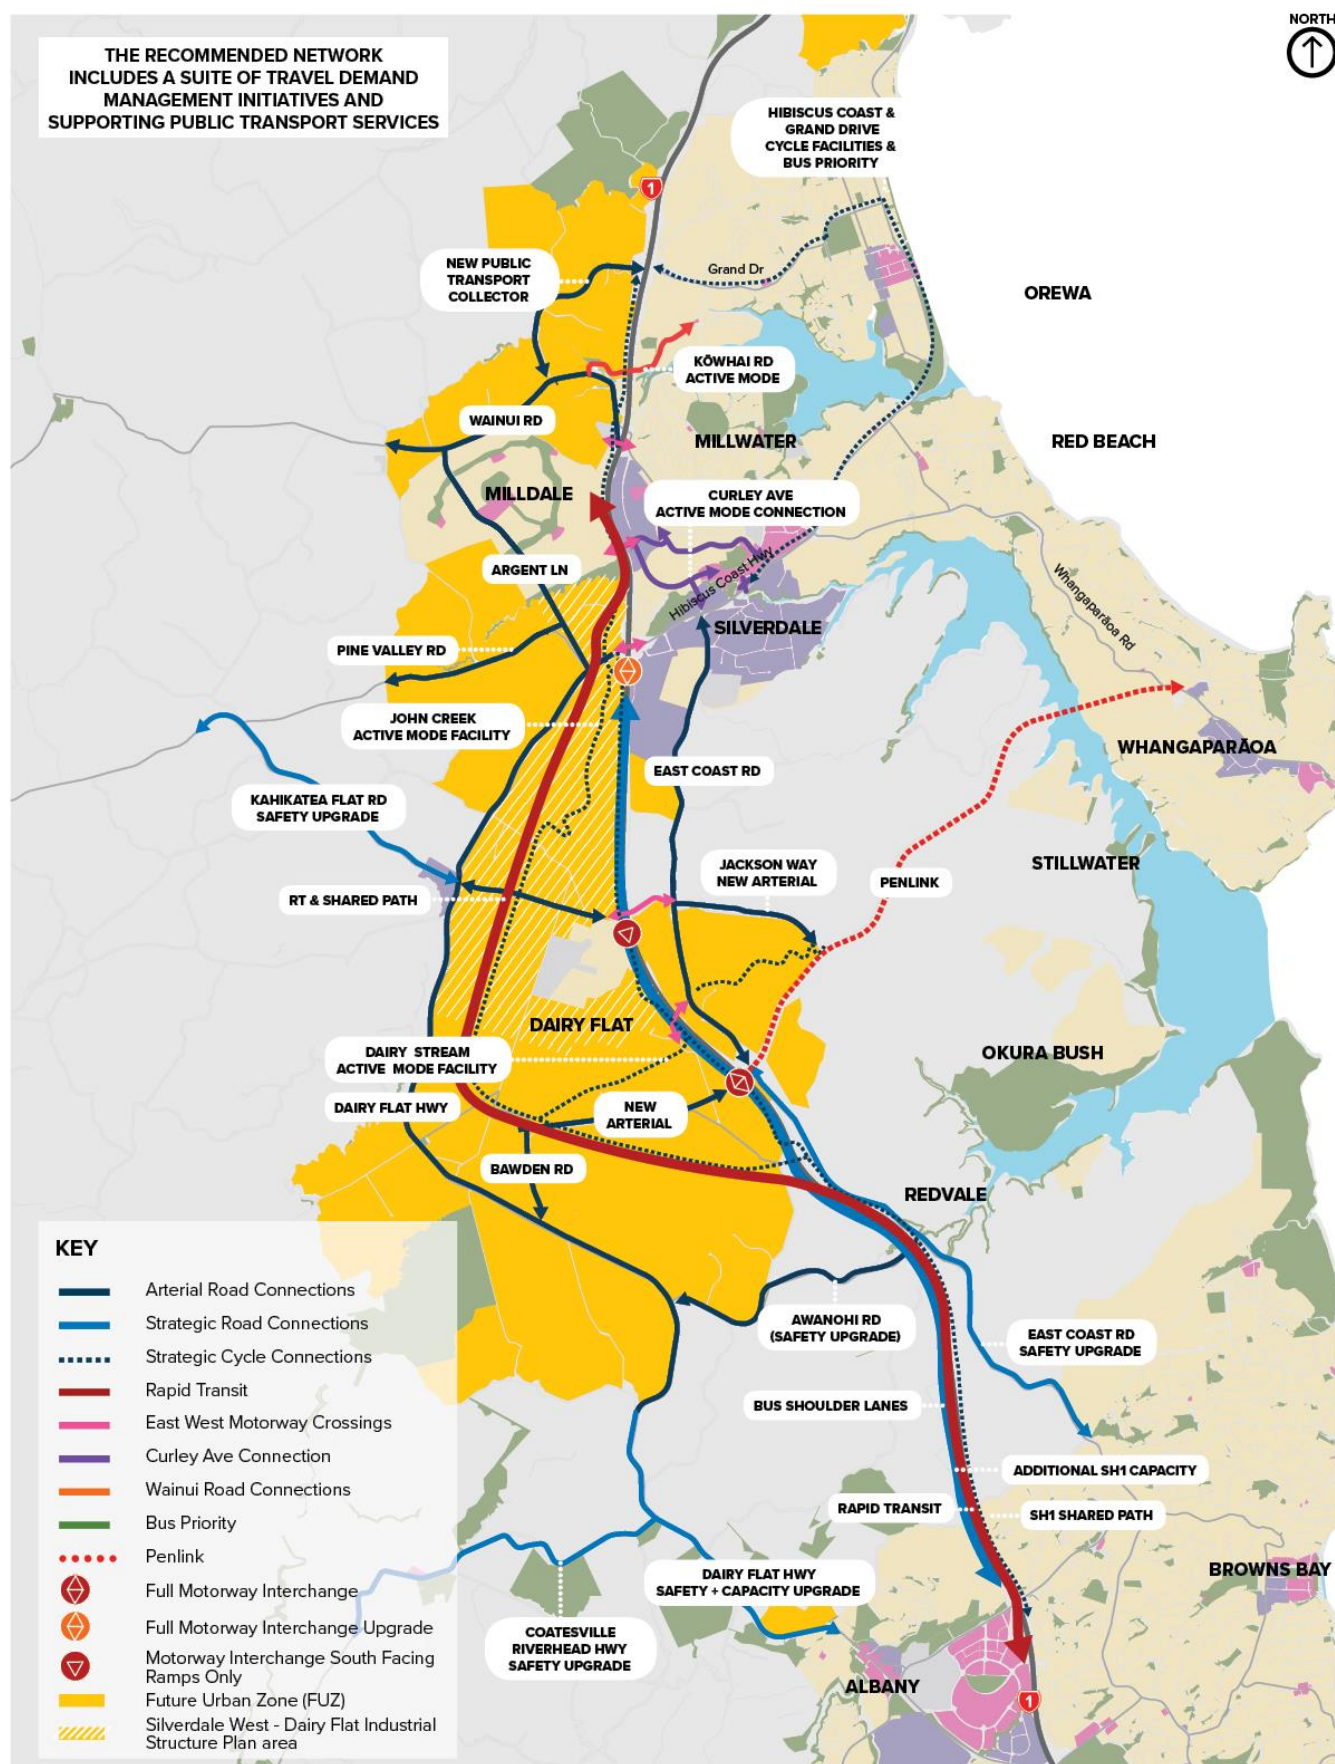 NORTH
THE RECOMMENDED NETWORK
INCLUDES A SUITE OF TRAVEL DEMAND
MANAGEMENT INITIATIVES AND
SUPPORTING PUBLIC TRANSPORT SERVICES
HIBISCUS COAST &
GRAND DRIVE
CYCLE FACILITIES &
BUS PRIORITY
1
NEW PUBLIC
TRANSPORT
COLLECTOR
Grand Dr
OREWA
KŌWHAI RD
ACTIVE MODE
WAINUI RD
MILLWATER
RED BEACH
MILLDALE
CURLEY AVE
ACTIVE MODE CONNECTION
ARGENT LN
Hibiscus Coast Hwy
Whangaparāoa Rd
SILVERDALE
PINE VALLEY RD
JOHN CREEK
ACTIVE MODE FACILITY
WHANGAPARĀOA
EAST COAST RD
KAHIKATEA FLAT RD
SAFETY UPGRADE
JACKSON WAY
NEW ARTERIAL
PENLINK
STILLWATER
RT & SHARED PATH
DAIRY FLAT
DAIRY STREAM
ACTIVE MODE FACILITY
OKURA BUSH
DAIRY FLAT HWY
NEW
ARTERIAL
BAWDEN RD
REDVALE
AWANOHI RD
(SAFETY UPGRADE)
EAST COAST RD
SAFETY UPGRADE
BUS SHOULDER LANES
ADDITIONAL SH1 CAPACITY
RAPID TRANSIT
SH1 SHARED PATH
BROWNS BAY
DAIRY FLAT HWY
SAFETY + CAPACITY UPGRADE
COATESVILLE
RIVERHEAD HWY
SAFETY UPGRADE
ALBANY
1
KEY
Arterial Road Connections
Strategic Road Connections
Strategic Cycle Connections
Rapid Transit
East West Motorway Crossings
Curley Ave Connection
Wainui Road Connections
Bus Priority
Penlink
Full Motorway Interchange
Full Motorway Interchange Upgrade
Motorway Interchange South Facing
Ramps Only
Future Urban Zone (FUZ)
Silverdale West - Dairy Flat Industrial
Structure Plan area